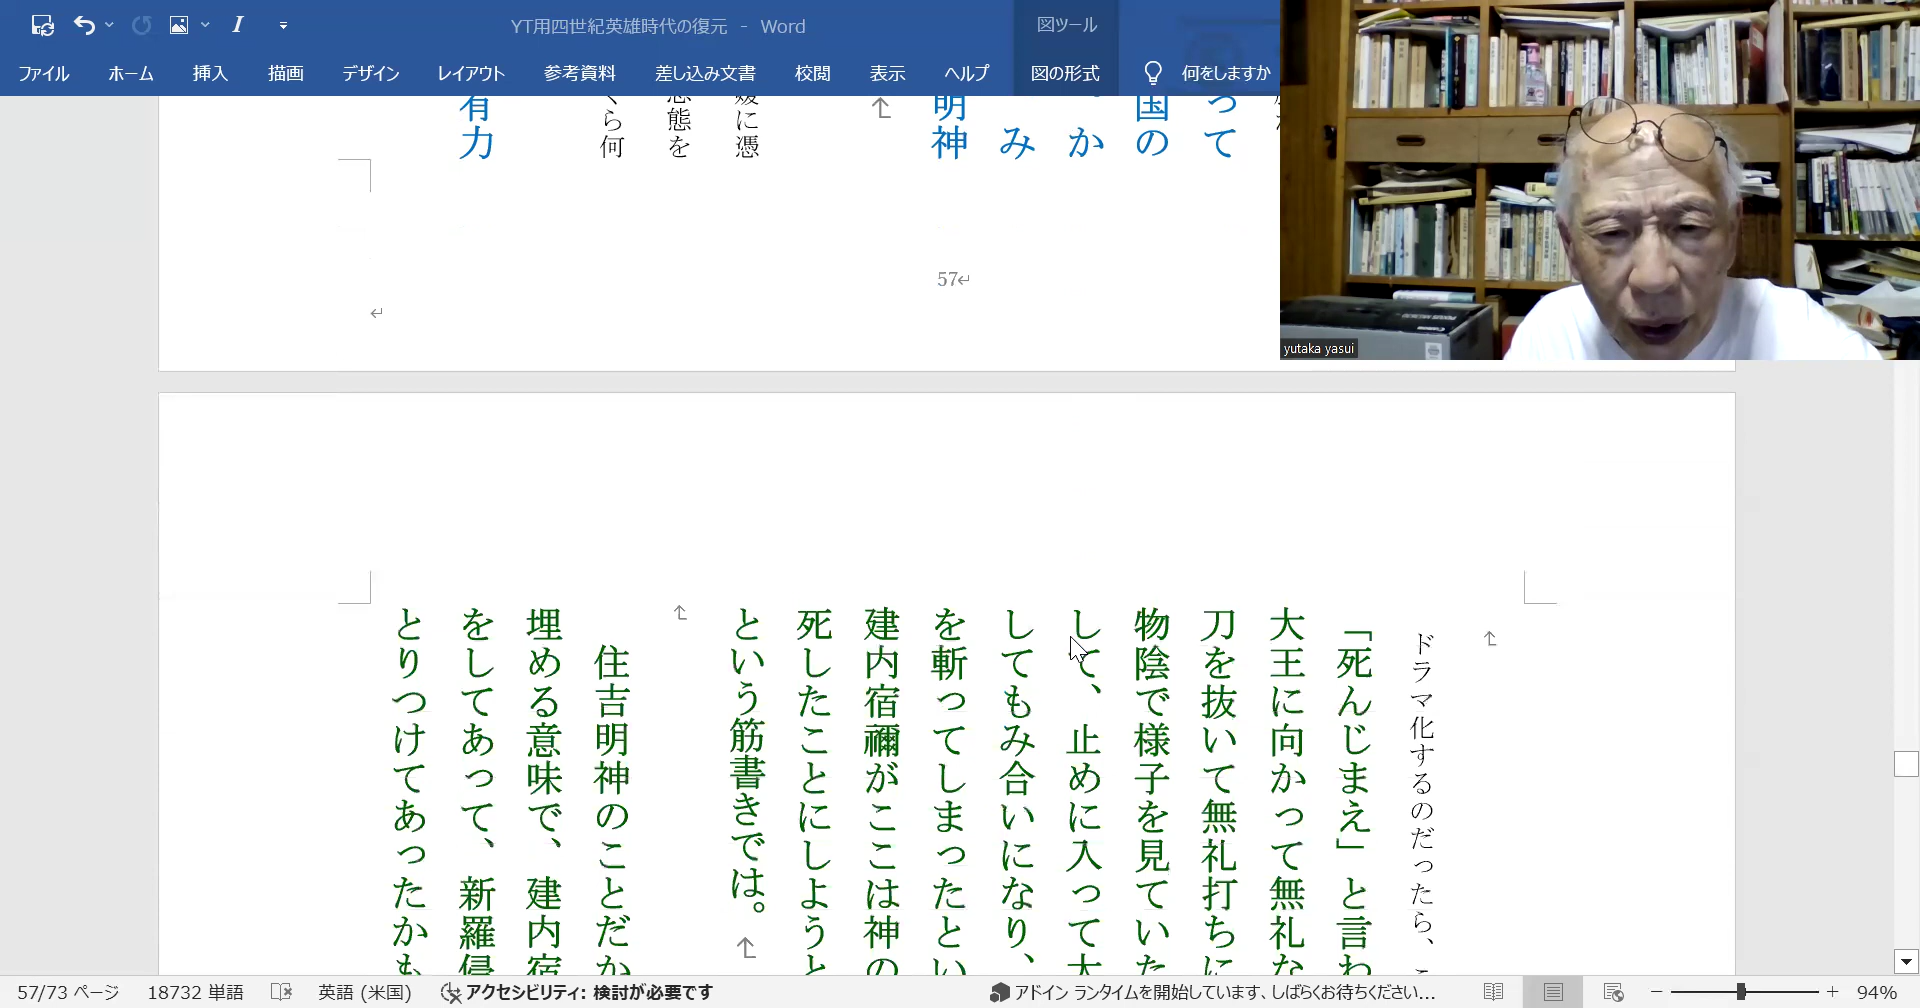 YT用四世紀英雄時代の復元 - Word
図ツール
ファイル
ホーム
挿入
描画
デザイン
レイアウト
参考資料
差し込み文書
校閲
表示
ヘルプ
図の形式
何をしますか
って
国の
か
み
明神
媛に憑
態を
くら何
有力
57
yutaka yasui
ドラマ化するのだったら、
「死んじまえ」と言わ
大王に向かって無礼な
刀を抜いて無礼打ちに
物陰で様子を見ていた
して、止めに入って大
してもみ合いになり、
を斬ってしまったとい
建内宿禰がここは神の
死したことにしようと
という筋書きでは。
住吉明神のことだか
埋める意味で、建内宿
をしてあって、新羅侵
とりつけてあったかも
57/73 ページ
18732 単語
英語 (米国)
アクセシビリティ: 検討が必要です
アドイン ランタイムを開始しています、しばらくお待ちください...
94%